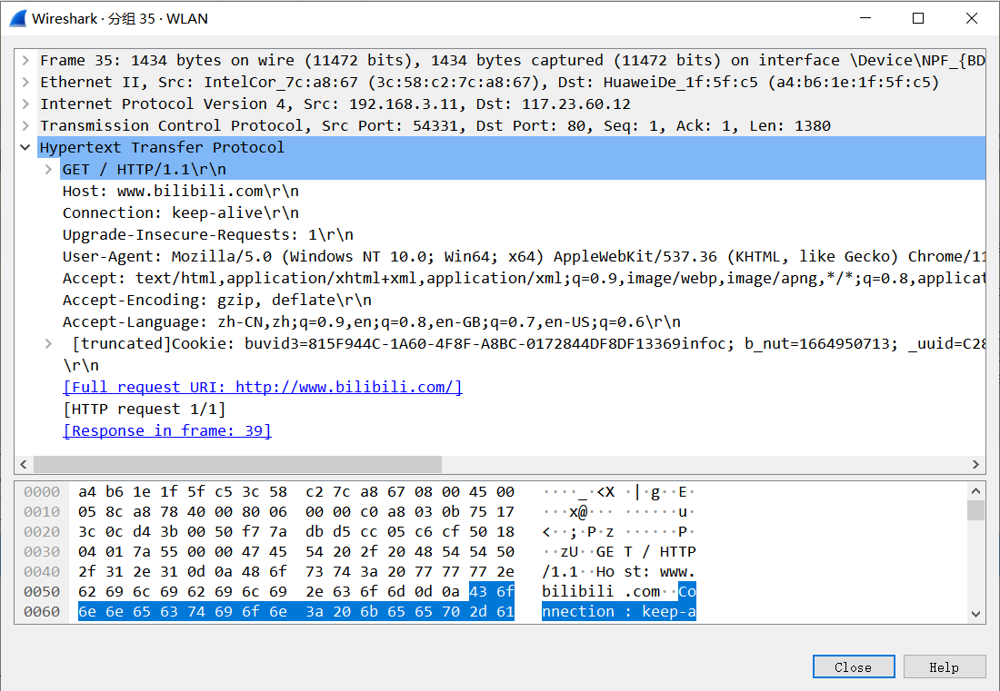 Wireshark · 分组 35 · WLAN
Frame 35: 1434 bytes on wire (11472 bits), 1434 bytes captured (11472 bits) on interface \Device\NPF_{BD
Ethernet II, Src: IntelCor_7c:a8:67 (3c:58:c2:7c:a8:67), Dst: HuaweiDe_1f:5f:c5 (a4:b6:1e:1f:5f:c5)
Internet Protocol Version 4, Src: 192.168.3.11, Dst: 117.23.60.12
Transmission Control Protocol, Src Port: 54331, Dst Port: 80, Seq: 1, Ack: 1, Len: 1380
Hypertext Transfer Protocol
GET / HTTP/1.1\r\n
Host: www.bilibili.com\r\n
Connection: keep-alive\r\n
Upgrade-Insecure-Requests: 1\r\n
User-Agent: Mozilla/5.0 (Windows NT 10.0; Win64; x64) AppleWebKit/537.36 (KHTML, like Gecko) Chrome/11
Accept: text/html,application/xhtml+xml,application/xml;q=0.9,image/webp,image/apng,*/*;q=0.8,applicat
Accept-Encoding: gzip, deflate\r\n
Accept-Language: zh-CN,zh;q=0.9,en;q=0.8,en-GB;q=0.7,en-US;q=0.6\r\n
[truncated]Cookie: buvid3=815F944C-1A60-4F8F-A8BC-0172844DF8DF13369infoc; b_nut=1664950713; _uuid=C28
\r\n
[Full request URI: http://www.bilibili.com/]
[HTTP request 1/1]
[Response in frame: 39]
0000 a4 b6 1e 1f 5f c5 3c 58 c2 7c a8 67 08 00 45 00 ····_·<X ·|·g··E·
0010 05 8c a8 78 40 00 80 06 00 00 c0 a8 03 0b 75 17 ···x@··· ······u·
0020 3c 0c d4 3b 00 50 f7 7a db d5 cc 05 c6 cf 50 18 <··;·P·z ······P·
0030 04 01 7a 55 00 00 47 45 54 20 2f 20 48 54 54 50 ··zU··GE T / HTTP
0040 2f 31 2e 31 0d 0a 48 6f 73 74 3a 20 77 77 77 2e /1.1··Ho st: www.
0050 62 69 6c 69 62 69 6c 69 2e 63 6f 6d 0d 0a 43 6f bilibili .com··Co
0060 6e 6e 65 63 74 69 6f 6e 3a 20 6b 65 65 70 2d 61 nnection : keep-a
Close Help